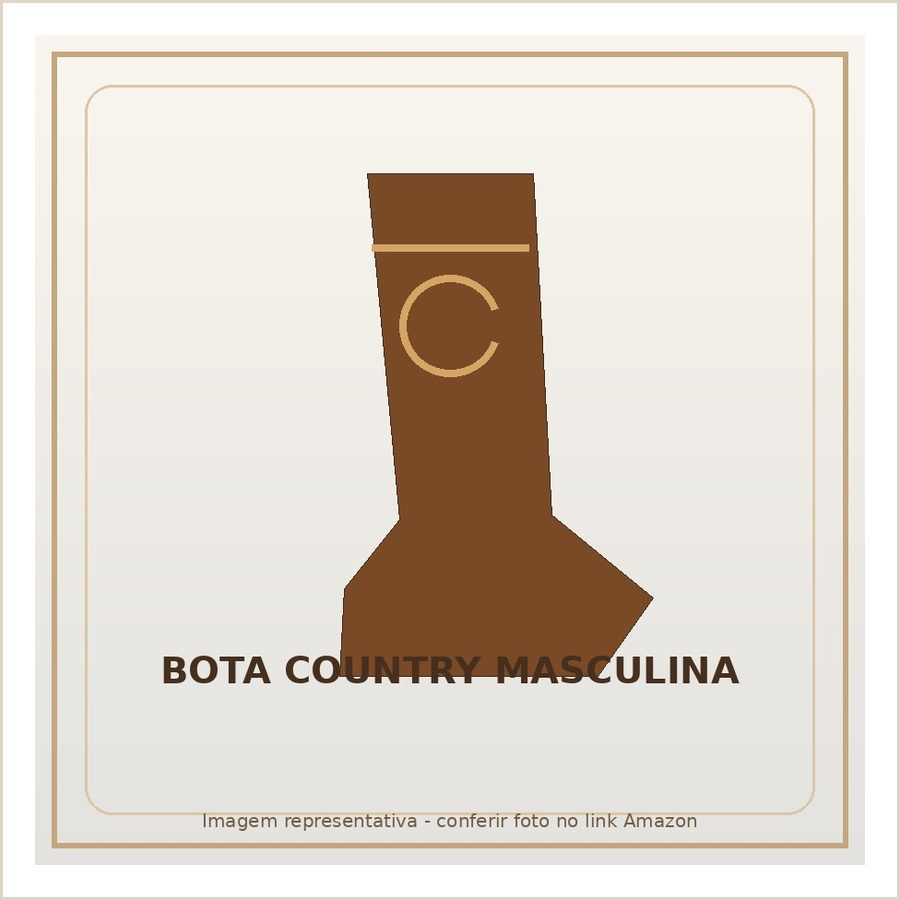 BOTA COUNTRY MASCULINA
Imagem representativa - conferir foto no link Amazon